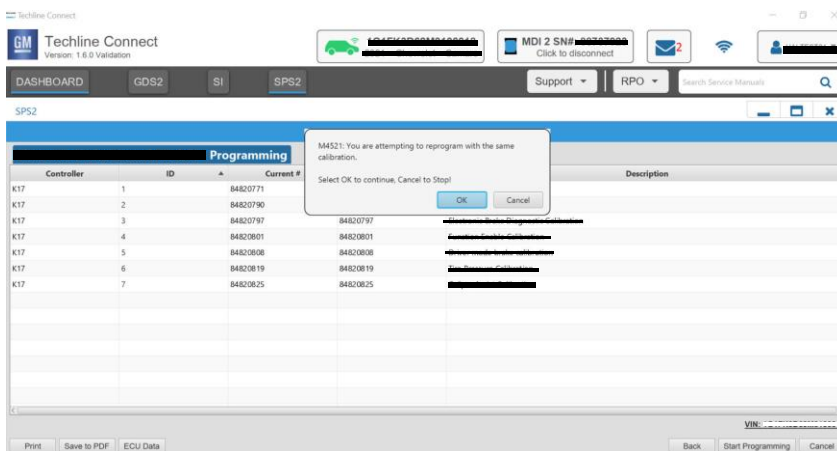 Techline Connect
GM
Techline Connect
Version: 1.6.0 Validation
MDI 2 SN#:
Click to disconnect
2
DASHBOARD GDS2 SI SPS2 Support RPO Search Service Manuals
SPS2
Programming
M4521: You are attempting to reprogram with the same
calibration.
Select OK to continue, Cancel to Stop!
OK Cancel
Controller ID Current # Description
K17 1 84820771
K17 2 84820790
K17 3 84820797 84820797
K17 4 84820801 84820801
K17 5 84820808 84820808
K17 6 84820819 84820819
K17 7 84820825 84820825
VIN:
Print Save to PDF ECU Data Back Start Programming Cancel